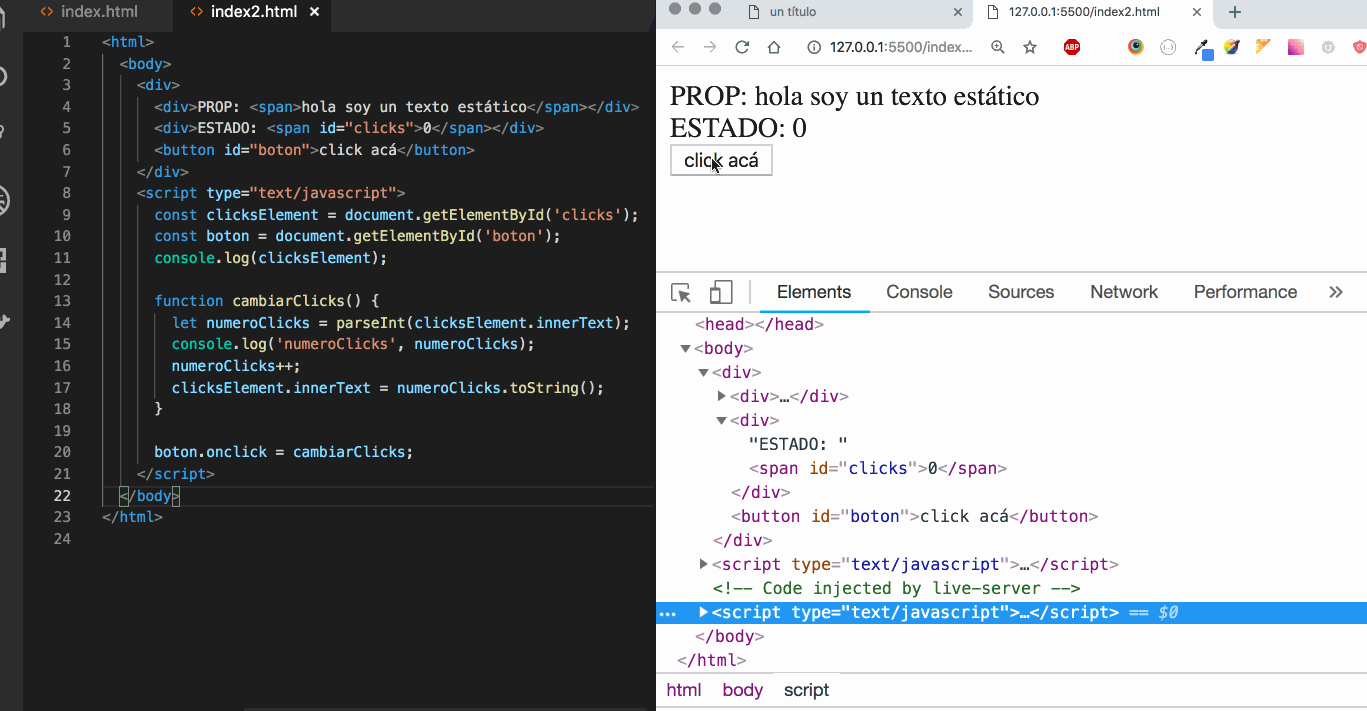 index.html
index2.html ×
1 <html>
2 <body>
3 <div>
4 <div>PROP: <span>hola soy un texto estático</span></div>
5 <div>ESTADO: <span id="clicks">0</span></div>
6 <button id="boton">click acá</button>
7 </div>
8 <script type="text/javascript">
9 const clicksElement = document.getElementById('clicks');
10 const boton = document.getElementById('boton');
11 console.log(clicksElement);
12
13 function cambiarClicks() {
14 let numeroClicks = parseInt(clicksElement.innerText);
15 console.log('numeroClicks', numeroClicks);
16 numeroClicks++;
17 clicksElement.innerText = numeroClicks.toString();
18 }
19
20 boton.onclick = cambiarClicks;
21 </script>
22 </body>
23 </html>
24
un título ×
127.0.0.1:5500/index2.html ×
127.0.0.1:5500/index...
ABP
PROP: hola soy un texto estático
ESTADO: 0
click acá
Elements Console Sources Network Performance »
<head></head>
<body>
<div>
<div>…</div>
<div>
"ESTADO: "
<span id="clicks">0</span>
</div>
<button id="boton">click acá</button>
</div>
<script type="text/javascript">…</script>
<!-- Code injected by live-server -->
... <script type="text/javascript">…</script> == $0
</body>
</html>
html body script